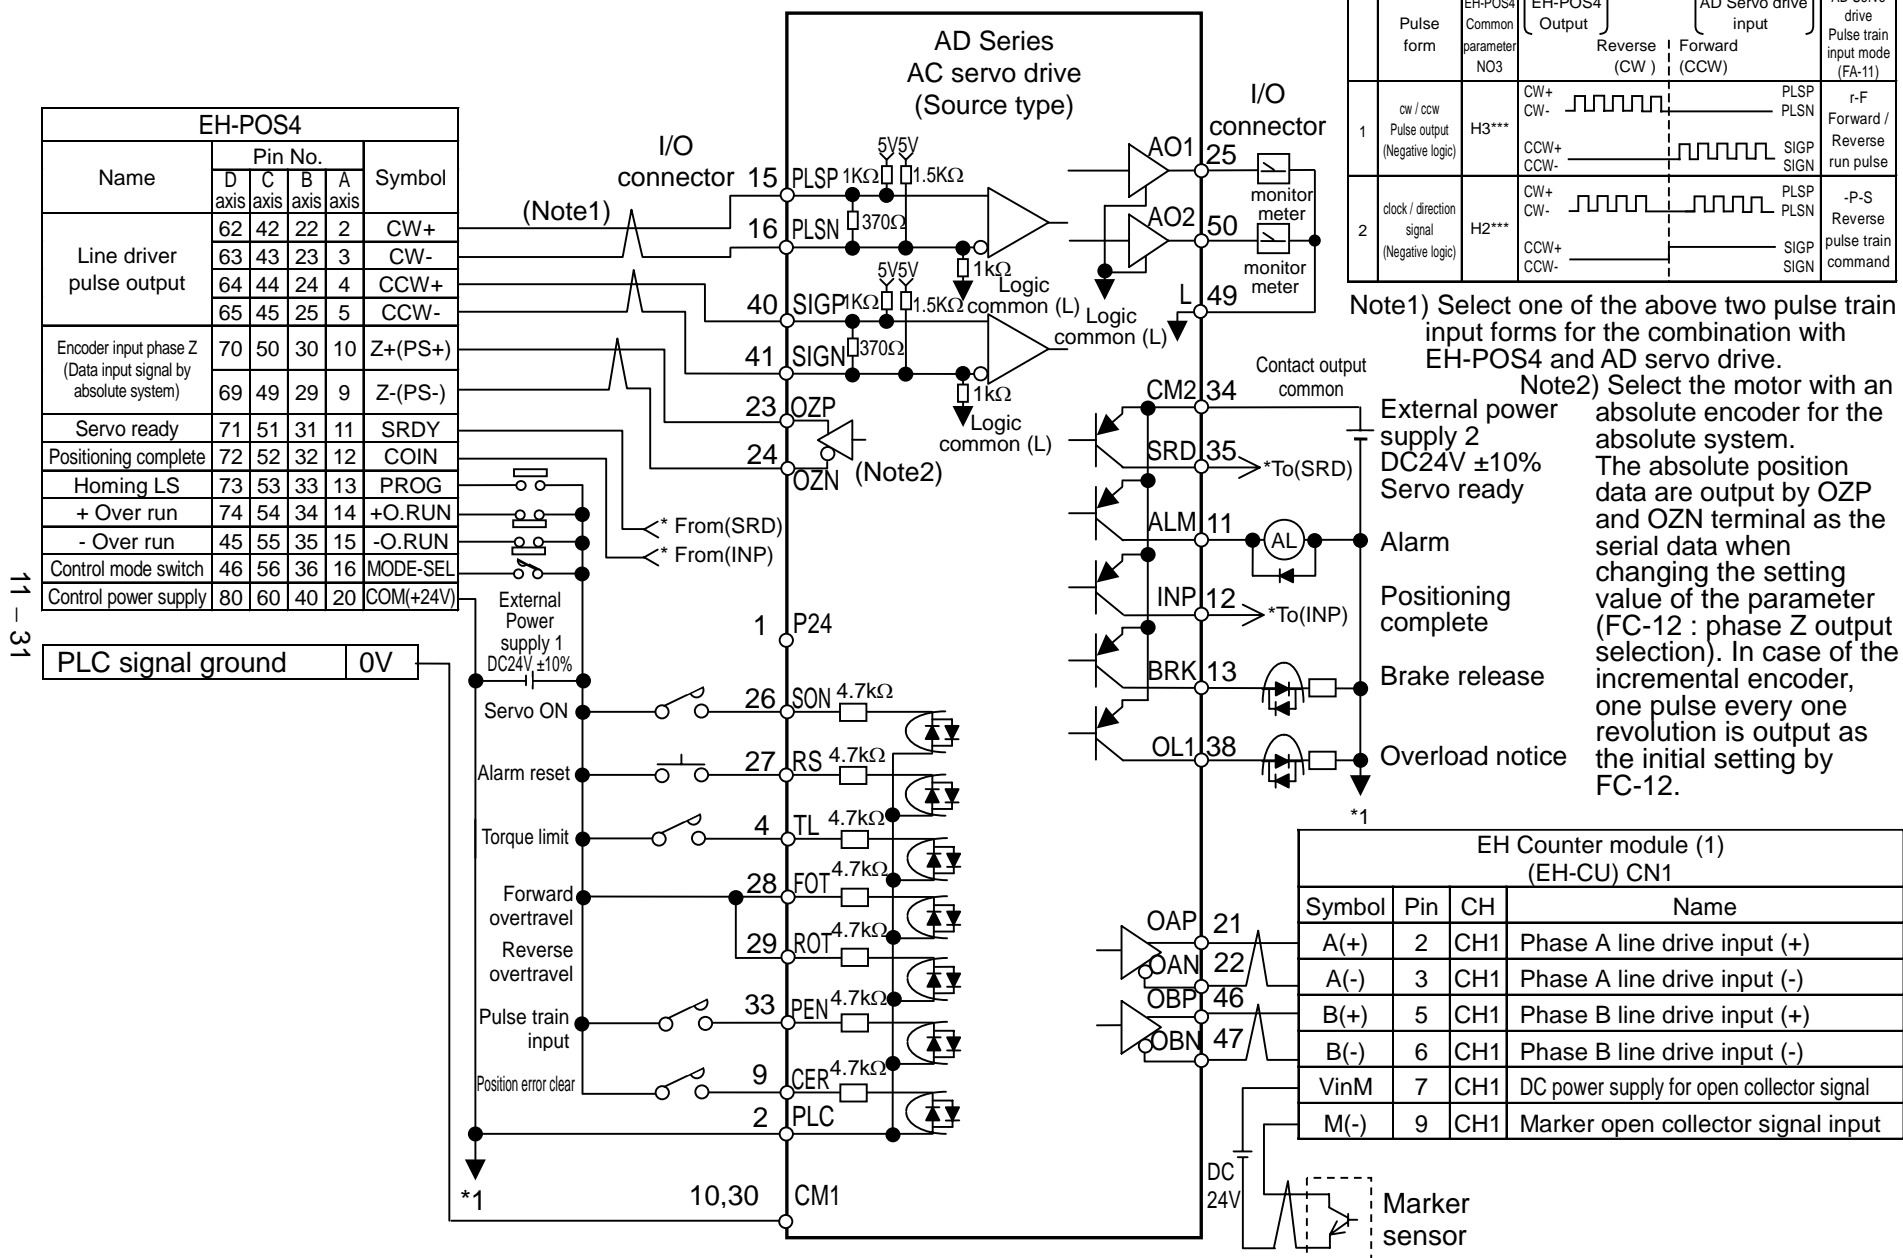 AD Series
AC servo drive
(Source type)
EH-POS4
Name
Pin No.
Symbol
D axis
C axis
B axis
A axis
Line driver pulse output
62 42 22 2 CW+
63 43 23 3 CW-
64 44 24 4 CCW+
65 45 25 5 CCW-
Encoder input phase Z
(Data input signal by
absolute system)
70 50 30 10 Z+(PS+)
69 49 29 9 Z-(PS-)
Servo ready 71 51 31 11 SRDY
Positioning complete 72 52 32 12 COIN
Homing LS 73 53 33 13 PROG
+ Over run 74 54 34 14 +O.RUN
- Over run 45 55 35 15 -O.RUN
Control mode switch 46 56 36 16 MODE-SEL
Control power supply 80 60 40 20 COM(+24V)
PLC signal ground 0V
11 – 31
(Note1)
I/O
connector
15 PLSP 1KΩ 5V 5V 1.5KΩ
370Ω
16 PLSN
1kΩ
Logic
common (L)
40 SIGP 1KΩ 5V 5V 1.5KΩ
370Ω
41 SIGN
1kΩ
Logic
common (L)
23 OZP
24 OZN
(Note2)
* From(SRD)
* From(INP)
External
Power
supply 1
DC24V ±10%
1 P24
Servo ON 26 SON 4.7kΩ
Alarm reset 27 RS 4.7kΩ
Torque limit 4 TL 4.7kΩ
Forward
overtravel
28 FOT 4.7kΩ
Reverse
overtravel
29 ROT 4.7kΩ
Pulse train
input
33 PEN 4.7kΩ
Position error clear 9 CER 4.7kΩ
2 PLC
*1
10,30 CM1
I/O
connector
AO1 25
monitor
meter
AO2 50
monitor
meter
Logic
common (L)
L 49
Contact output
common
CM2 34
External power
supply 2
DC24V ±10%
SRD 35 *To(SRD)
Servo ready
ALM 11 AL Alarm
INP 12 *To(INP)
Positioning
complete
BRK 13 Brake release
OL1 38 Overload notice
*1
OAP 21
OAN 22
OBP 46
OBN 47
Pulse
form
EH-POS4
Common
parameter
NO3
EH-POS4
Output
AD Servo drive
input
Reverse
(CW )
Forward
(CCW)
AD Servo
drive
Pulse train
input mode
(FA-11)
1
cw / ccw
Pulse output
(Negative logic)
H3***
CW+ PLSP
CW- PLSN
CCW+ SIGP
CCW- SIGN
r-F
Forward /
Reverse
run pulse
2
clock / direction
signal
(Negative logic)
H2***
CW+ PLSP
CW- PLSN
CCW+ SIGP
CCW- SIGN
-P-S
Reverse
pulse train
command
Note1) Select one of the above two pulse train
input forms for the combination with
EH-POS4 and AD servo drive.
Note2) Select the motor with an
absolute encoder for the
absolute system.
The absolute position
data are output by OZP
and OZN terminal as the
serial data when
changing the setting
value of the parameter
(FC-12 : phase Z output
selection). In case of the
incremental encoder,
one pulse every one
revolution is output as
the initial setting by
FC-12.
EH Counter module (1)
(EH-CU) CN1
Symbol Pin CH Name
A(+) 2 CH1 Phase A line drive input (+)
A(-) 3 CH1 Phase A line drive input (-)
B(+) 5 CH1 Phase B line drive input (+)
B(-) 6 CH1 Phase B line drive input (-)
VinM 7 CH1 DC power supply for open collector signal
M(-) 9 CH1 Marker open collector signal input
DC
24V
Marker
sensor